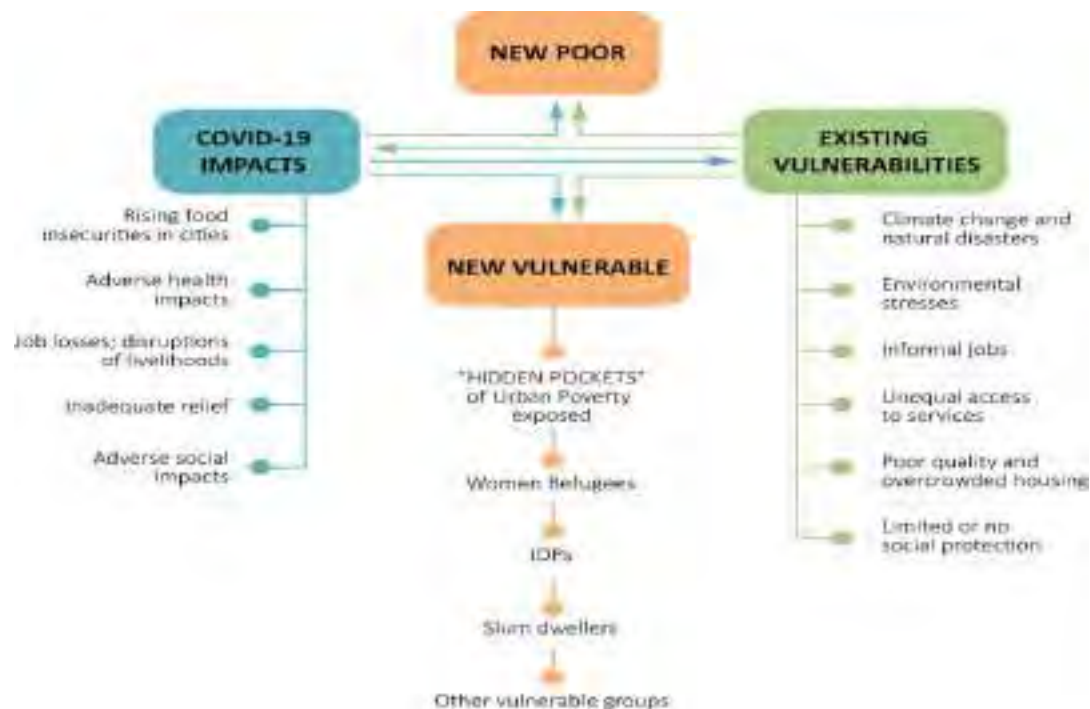 NEW POOR
COVID-19
IMPACTS
Rising food
insecurities in cities
Adverse health
impacts
Job losses; disruptions
of livelihoods
Inadequate relief
Adverse social
impacts
NEW VULNERABLE
"HIDDEN POCKETS"
of Urban Poverty
exposed
Women Refugees
IDPs
Slum dwellers
Other vulnerable groups
EXISTING
VULNERABILITIES
Climate change and
natural disasters
Environmental
stresses
Informal jobs
Unequal access
to services
Poor quality and
overcrowded housing
Limited or no
social protection